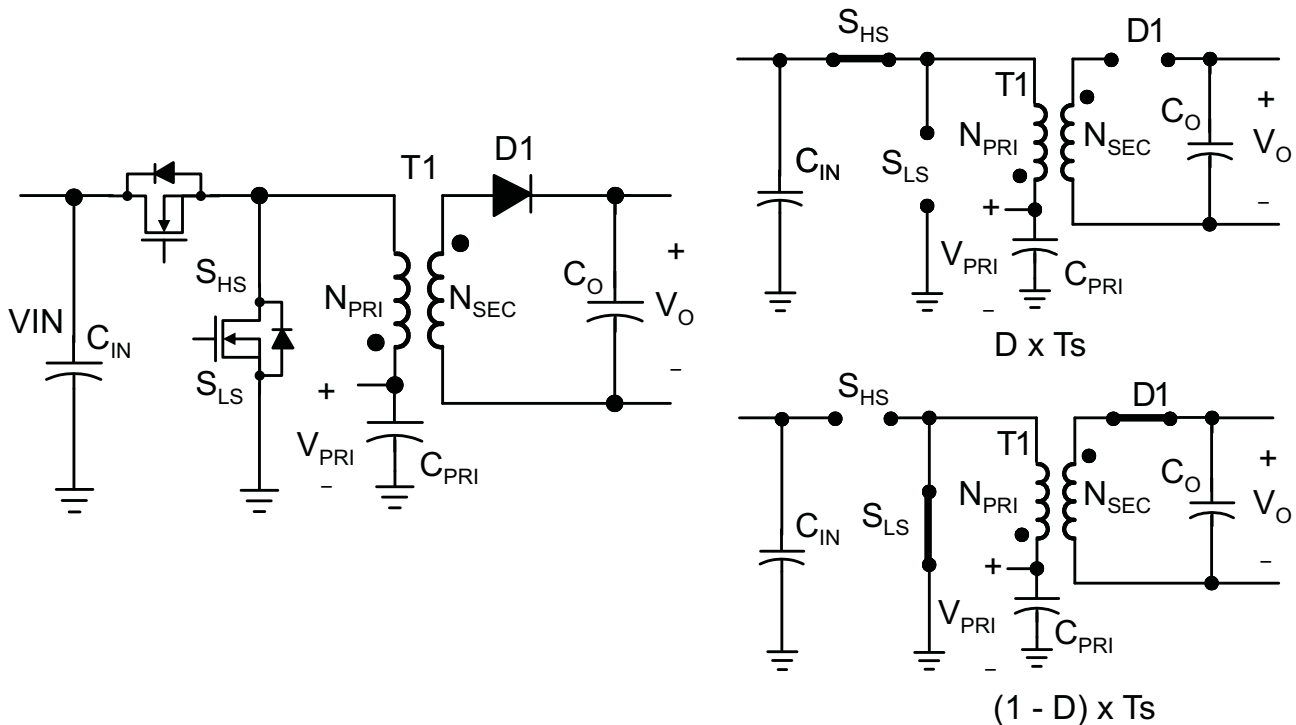 VIN
C_IN
S_HS
S_LS
T1
N_PRI
N_SEC
D1
C_O
+
V_O
−
+
V_PRI
−
C_PRI
S_HS
D1
T1
C_IN
S_LS
N_PRI
N_SEC
C_O
+
V_O
−
+
V_PRI
−
C_PRI
D x Ts
S_HS
D1
T1
C_IN
S_LS
N_PRI
N_SEC
C_O
+
V_O
−
+
V_PRI
−
C_PRI
(1 - D) x Ts